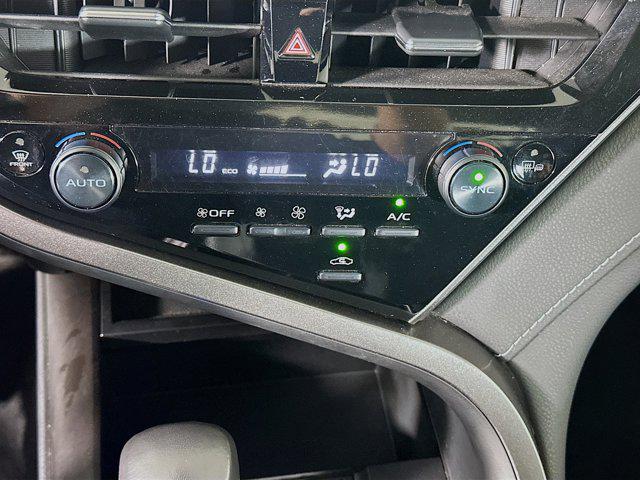 FRONT
AUTO
LO ECO LO
SYNC
OFF
A/C